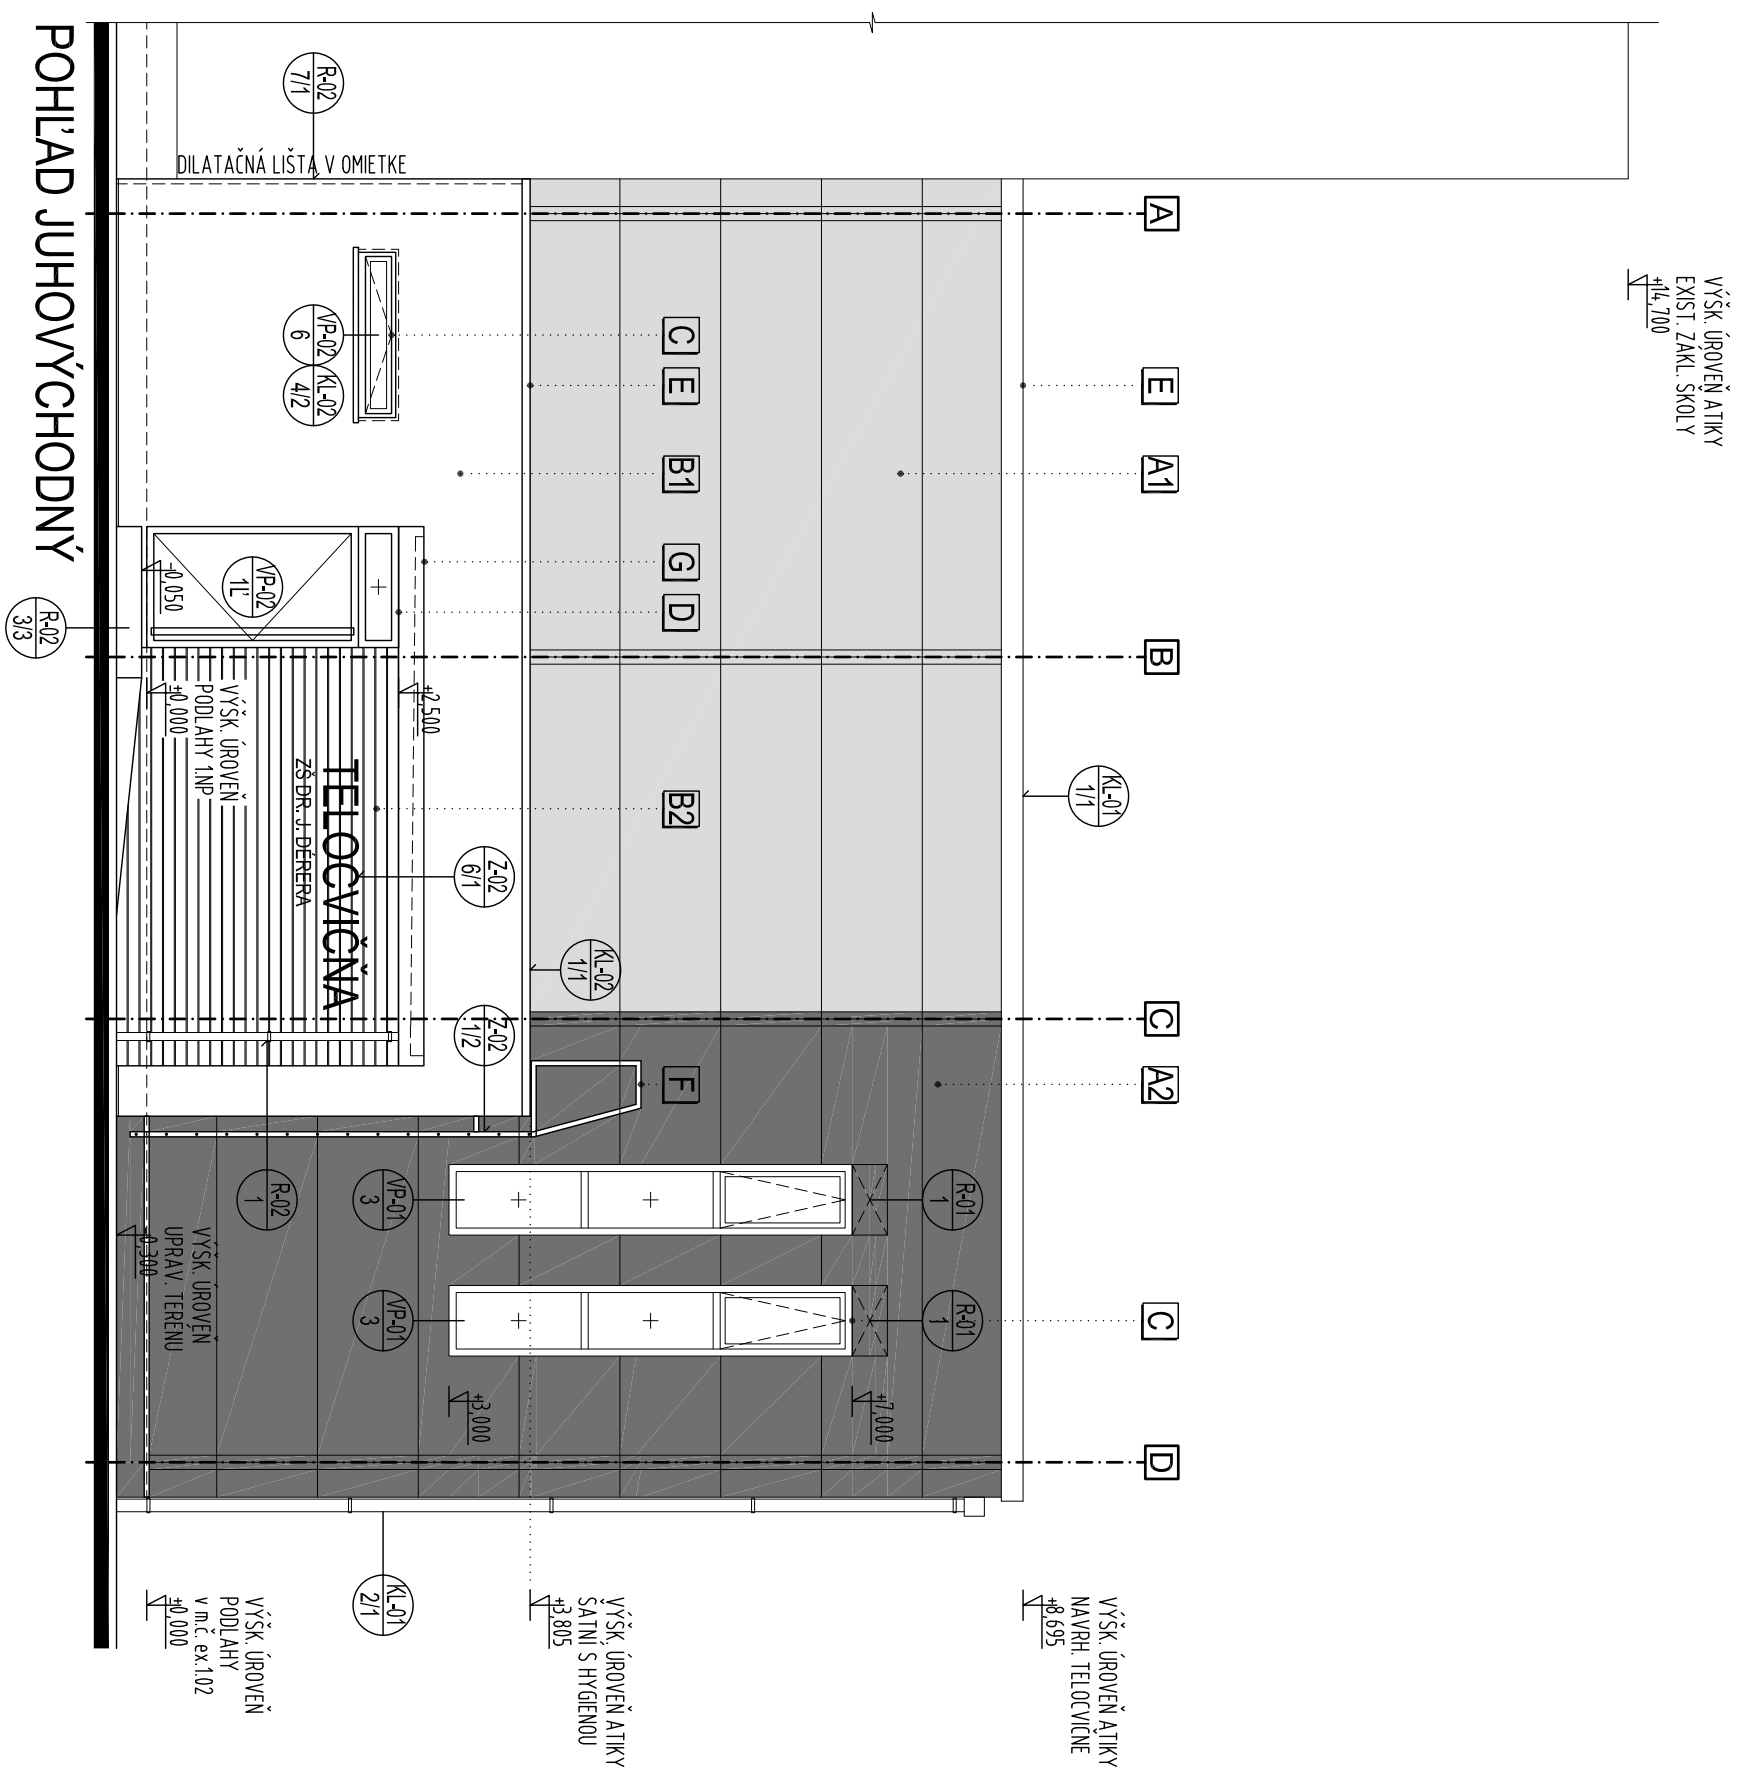 VÝŠK. ÚROVEŇ ATIKY
EXIST. ZÁKL. ŠKOLY
+14,700
A
E
A1
B
KL-01
1/1
C
A2
C
D
VÝŠK. ÚROVEŇ ATIKY
NAVRH. TELOCVIČNE
+8,695
R-01
1
R-01
1
+7,000
C
E
B1
G
D
B2
F
KL-02
1/1
VÝŠK. ÚROVEŇ ATIKY
ŠATNÍ S HYGIENOU
+3,805
Z-02
6/1
Z-02
1/2
+3,000
+2,500
R-02
7/1
DILATAČNÁ LIŠTA V OMIETKE
VP-02
6
KL-02
4/2
TELOCVIČŇA
ZŠ DR. J. DÉRERA
VP-01
3
VP-01
3
KL-01
2/1
VP-02
1Ľ
-0,050
VÝŠK. ÚROVEŇ
PODLAHY 1.NP
±0,000
R-02
1
VÝŠK. ÚROVEŇ
UPRAV. TERÉNU
-0,300
VÝŠK. ÚROVEŇ
PODLAHY
v m.č. ex.1.02
±0,000
R-02
3/3
POHĽAD JUHOVÝCHODNÝ